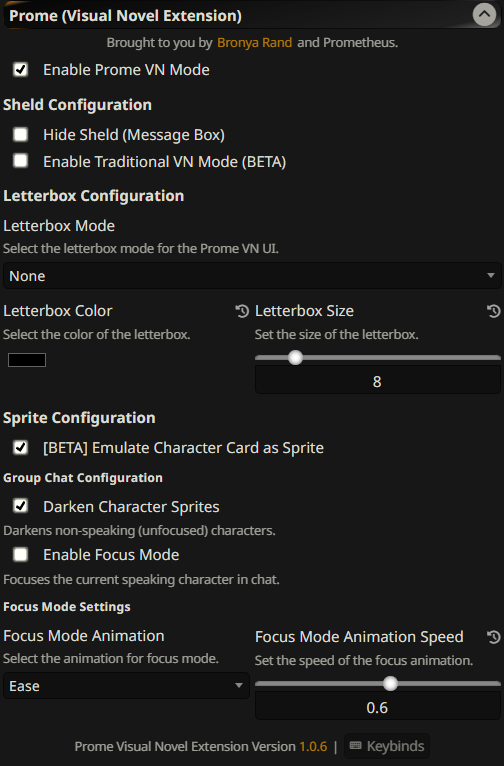 Prome (Visual Novel Extension)
Brought to you by Bronya Rand and Prometheus.
Enable Prome VN Mode
Sheld Configuration
Hide Sheld (Message Box)
Enable Traditional VN Mode (BETA)
Letterbox Configuration
Letterbox Mode
Select the letterbox mode for the Prome VN UI.
None
Letterbox Color
Select the color of the letterbox.
Letterbox Size
Set the size of the letterbox.
8
Sprite Configuration
[BETA] Emulate Character Card as Sprite
Group Chat Configuration
Darken Character Sprites
Darkens non-speaking (unfocused) characters.
Enable Focus Mode
Focuses the current speaking character in chat.
Focus Mode Settings
Focus Mode Animation
Select the animation for focus mode.
Ease
Focus Mode Animation Speed
Set the speed of the focus animation.
0.6
Prome Visual Novel Extension Version 1.0.6 | Keybinds